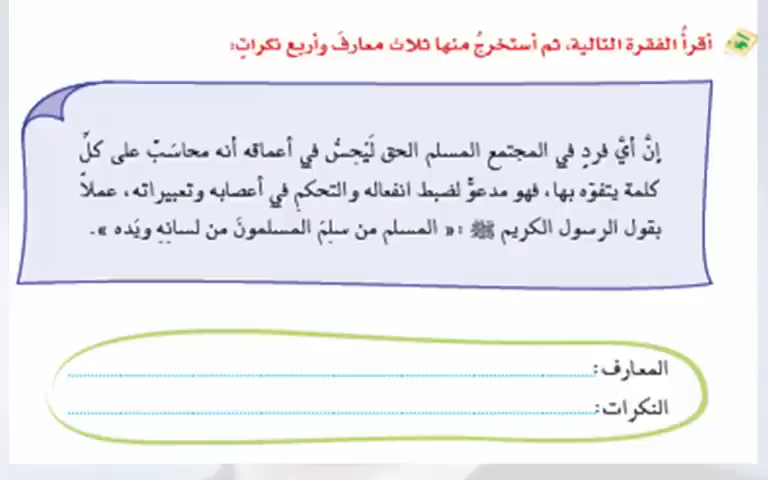 أقرأُ الفقرة التالية، ثم أستخرجُ منها ثلاث معارفَ وأربع نكراتٍ:
إنَّ أيَّ فردٍ في المجتمع المسلم الحق لَيَحِسُّ في أعماقه أنه محاسَبٌ على كلِّ
كلمة يتفوّه بها، فهو مدعوٌّ لضبط انفعاله والتحكمِ في أعصابه وتعبيراته، عملاً
بقول الرسول الكريم ﷺ :« المسلم من سلِمَ المسلمونَ من لسانِهِ ويَده ».
المعارف:
النكرات: